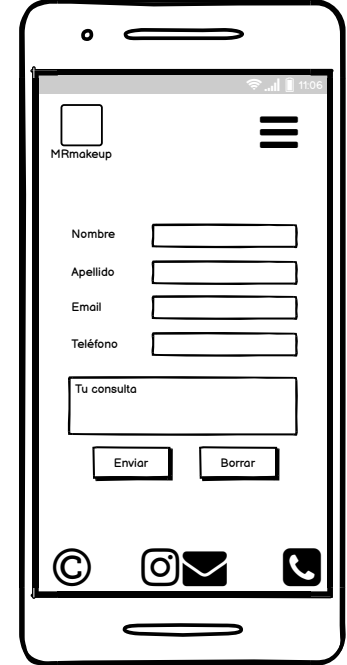 11:06
MRmakeup
Nombre
Apellido
Email
Teléfono
Tu consulta
Enviar
Borrar
©